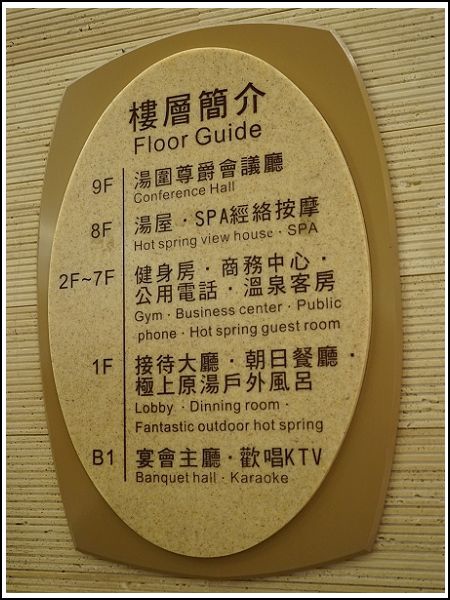 樓層簡介
Floor Guide
9F 湯圍尊爵會議廳
Conference Hall
8F 湯屋·SPA經絡按摩
Hot spring view house · SPA
2F~7F 健身房·商務中心·
公用電話·溫泉客房
Gym · Business center · Public
phone · Hot spring guest room
1F 接待大廳·朝日餐廳·
極上原湯戶外風呂
Lobby · Dinning room ·
Fantastic outdoor hot spring
B1 宴會主廳·歡唱KTV
Banquet hall · Karaoke